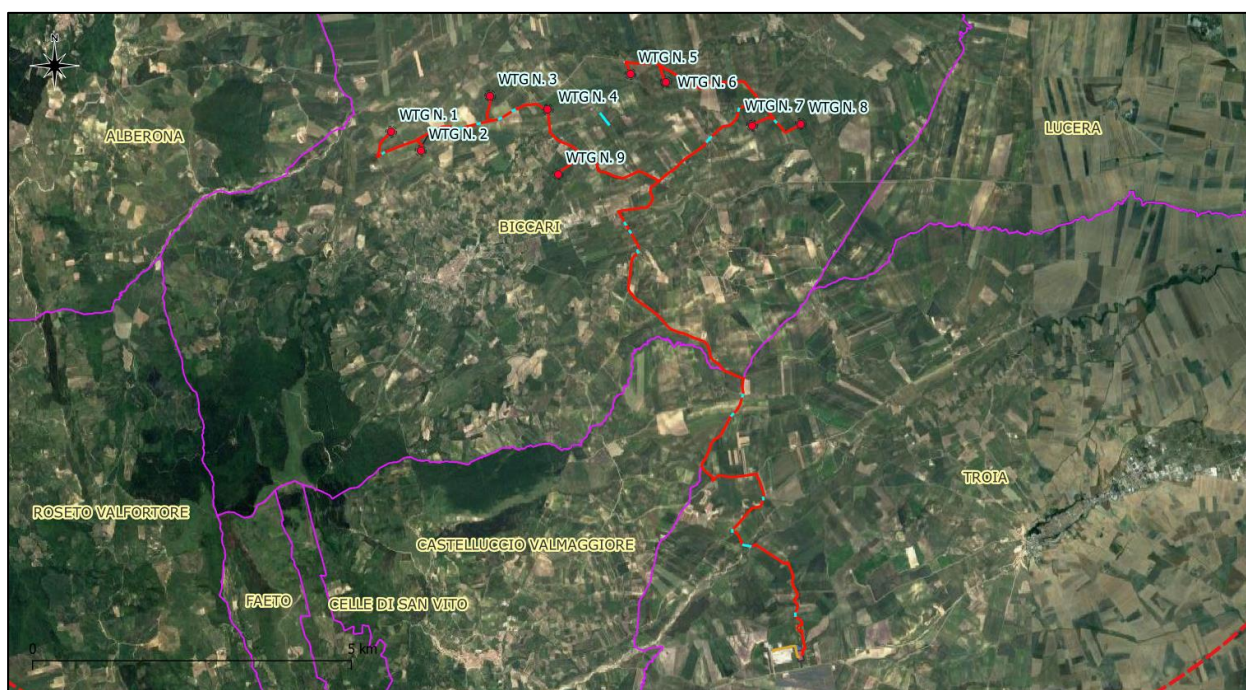 N
WTG N. 5
WTG N. 6
WTG N. 3
WTG N. 4
WTG N. 7
WTG N. 8
WTG N. 1
WTG N. 2
ALBERONA
LUCERA
WTG N. 9
BICCARI
TROIA
ROSETO VALFORTORE
CASTELLUCCIO VALMAGGIORE
FAETO
CELLE DI SAN VITO
0
5 km